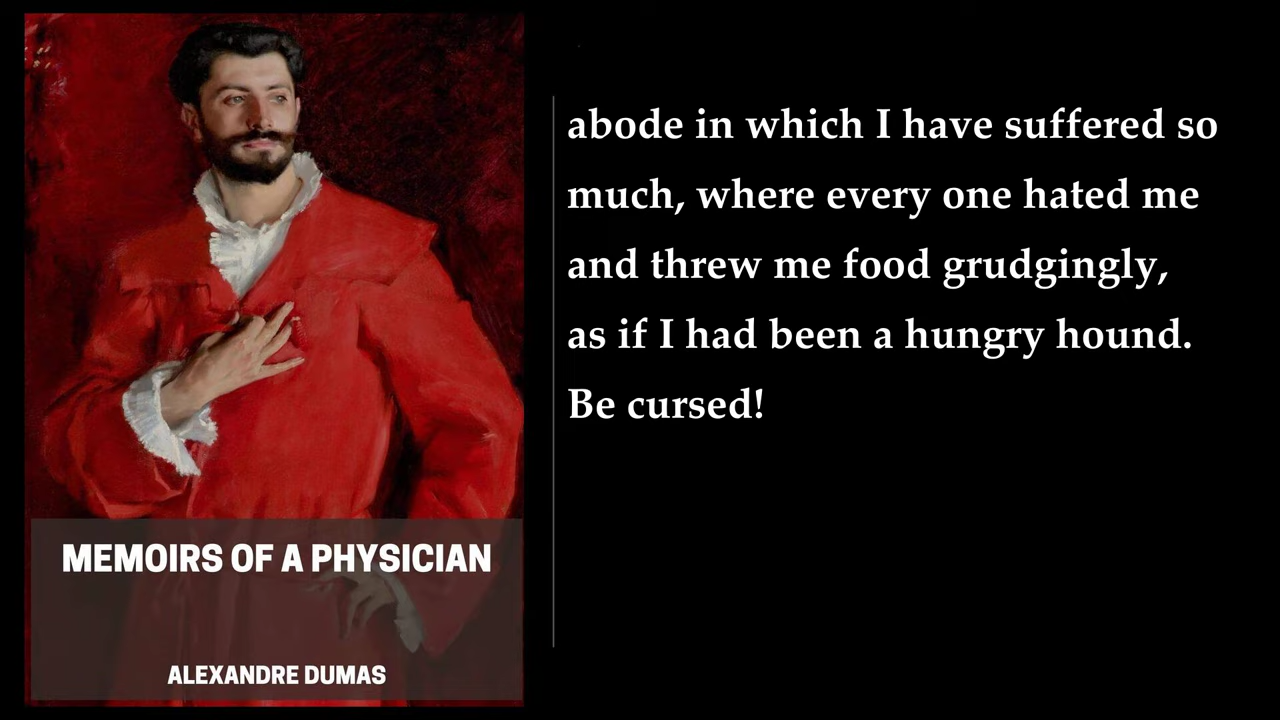 abode in which I have suffered so
much, where every one hated me
and threw me food grudgingly,
as if I had been a hungry hound.
Be cursed!
MEMOIRS OF A PHYSICIAN
ALEXANDRE DUMAS